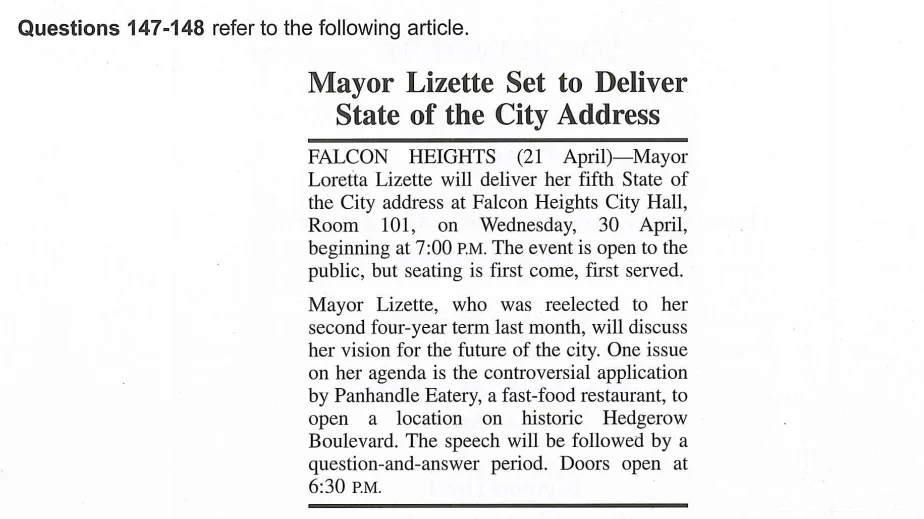 Questions 147-148 refer to the following article.
Mayor Lizette Set to Deliver
State of the City Address
FALCON HEIGHTS (21 April)—Mayor
Loretta Lizette will deliver her fifth State of
the City address at Falcon Heights City Hall,
Room 101, on Wednesday, 30 April,
beginning at 7:00 P.M. The event is open to the
public, but seating is first come, first served.
Mayor Lizette, who was reelected to her
second four-year term last month, will discuss
her vision for the future of the city. One issue
on her agenda is the controversial application
by Panhandle Eatery, a fast-food restaurant, to
open a location on historic Hedgerow
Boulevard. The speech will be followed by a
question-and-answer period. Doors open at
6:30 P.M.